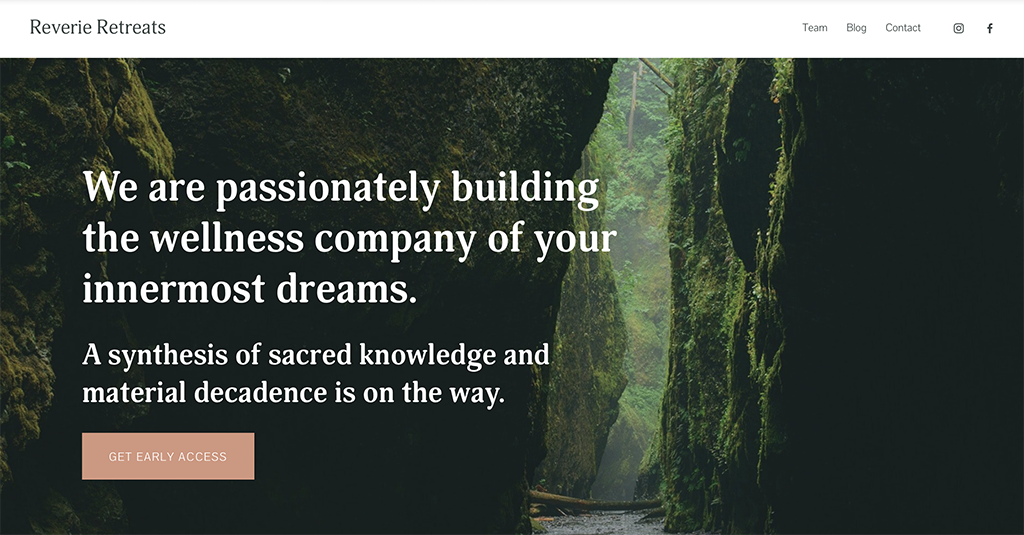 Reverie Retreats
Team Blog Contact
We are passionately building
the wellness company of your
innermost dreams.
A synthesis of sacred knowledge and
material decadence is on the way.
GET EARLY ACCESS